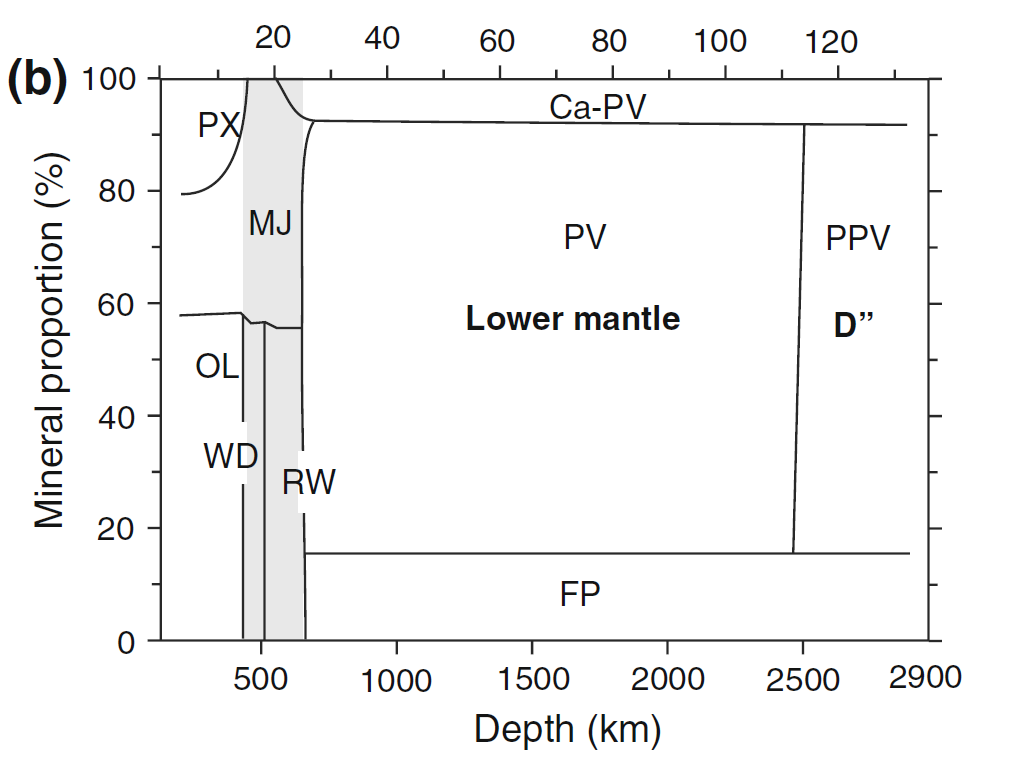 (b)
20 40 60 80 100 120
100
80
60
40
20
0
Mineral proportion (%)
PX
Ca-PV
MJ
PV
PPV
Lower mantle
D”
OL
WD
RW
FP
500 1000 1500 2000 2500 2900
Depth (km)